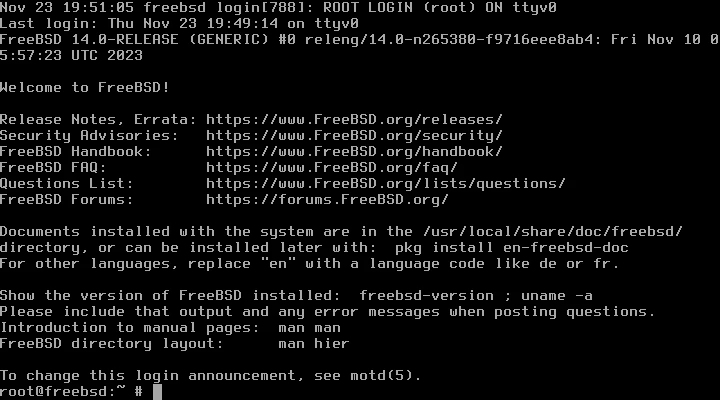 Nov 23 19:51:05 freebsd login[788]: ROOT LOGIN (root) ON ttyv0
Last login: Thu Nov 23 19:49:14 on ttyv0
FreeBSD 14.0-RELEASE (GENERIC) #0 releng/14.0-n265380-f9716eee8ab4: Fri Nov 10 0
5:57:23 UTC 2023

Welcome to FreeBSD!

Release Notes, Errata: https://www.FreeBSD.org/releases/
Security Advisories:   https://www.FreeBSD.org/security/
FreeBSD Handbook:      https://www.FreeBSD.org/handbook/
FreeBSD FAQ:           https://www.FreeBSD.org/faq/
Questions List:        https://www.FreeBSD.org/lists/questions/
FreeBSD Forums:        https://forums.FreeBSD.org/

Documents installed with the system are in the /usr/local/share/doc/freebsd/
directory, or can be installed later with:  pkg install en-freebsd-doc
For other languages, replace "en" with a language code like de or fr.

Show the version of FreeBSD installed:  freebsd-version ; uname -a
Please include that output and any error messages when posting questions.
Introduction to manual pages:  man man
FreeBSD directory layout:      man hier

To change this login announcement, see motd(5).
root@freebsd:~ #